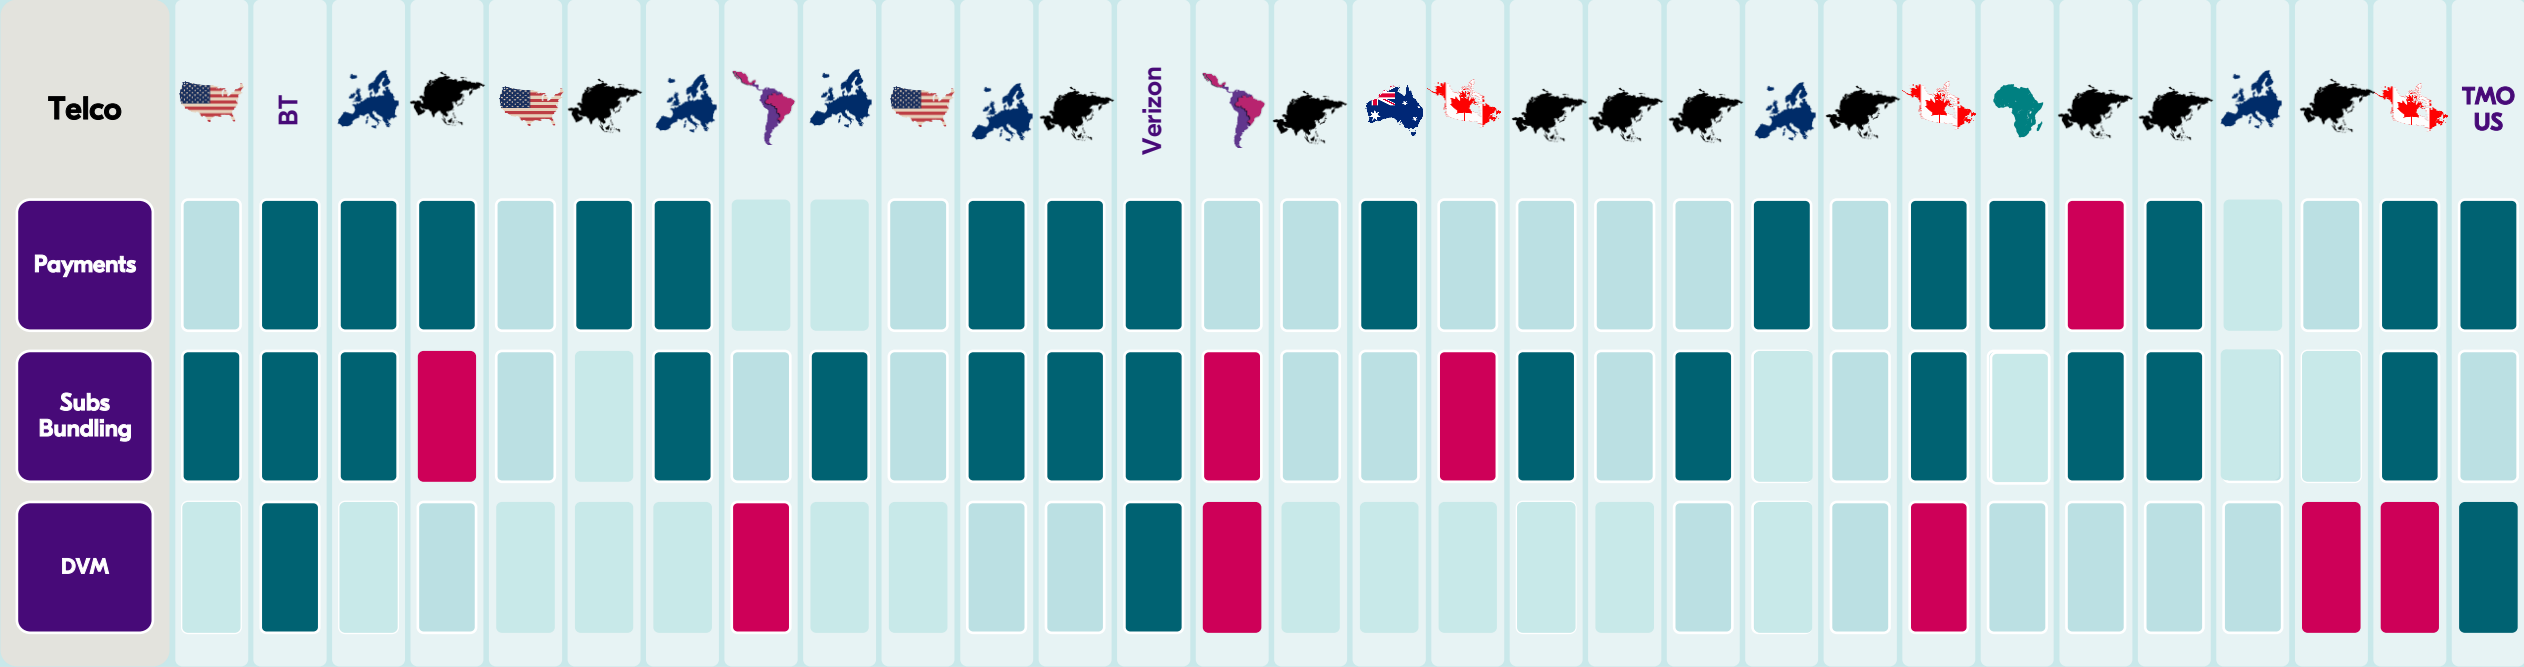 Telco
BT
Verizon
TMO
US
Payments
Subs
Bundling
DVM